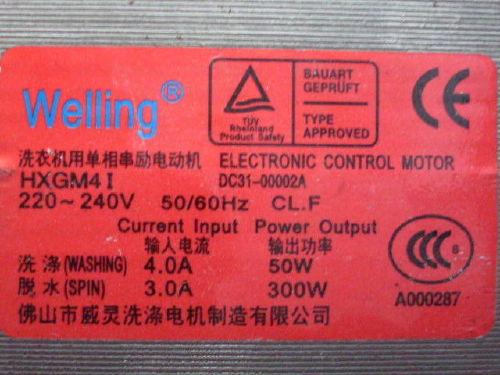 Welling®
TÜV
Rheinland
Product Safety
BAUART
GEPRÜFT
TYPE
APPROVED
CE
洗衣机用单相串励电动机 ELECTRONIC CONTROL MOTOR
HXGM4I DC31-00002A
220~240V 50/60Hz CL.F
Current Input Power Output
输入电流 输出功率
洗涤(WASHING) 4.0A 50W
脱水(SPIN) 3.0A 300W
CCC S
A000287
佛山市威灵洗涤电机制造有限公司